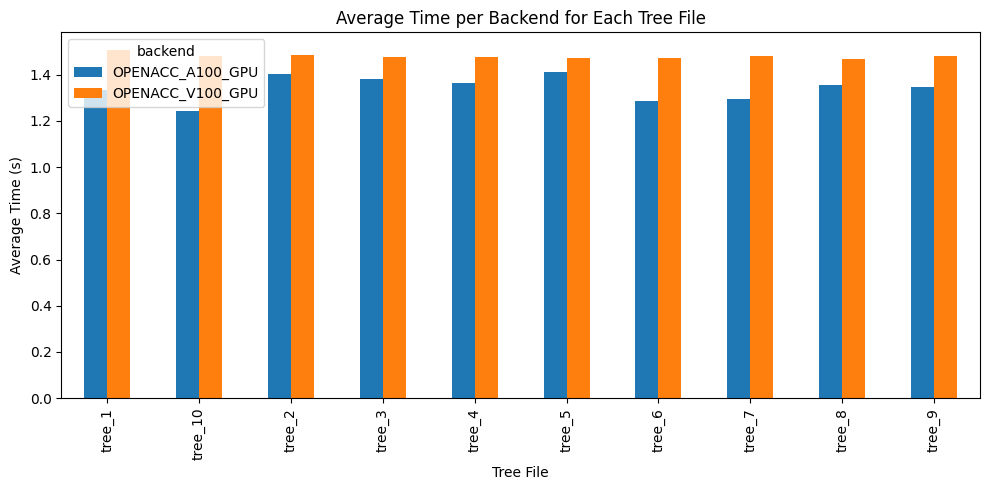 Average Time per Backend for Each Tree File
backend
OPENACC_A100_GPU
OPENACC_V100_GPU
Average Time (s)
1.4
1.2
1.0
0.8
0.6
0.4
0.2
0.0
tree_1
tree_10
tree_2
tree_3
tree_4
tree_5
tree_6
tree_7
tree_8
tree_9
Tree File